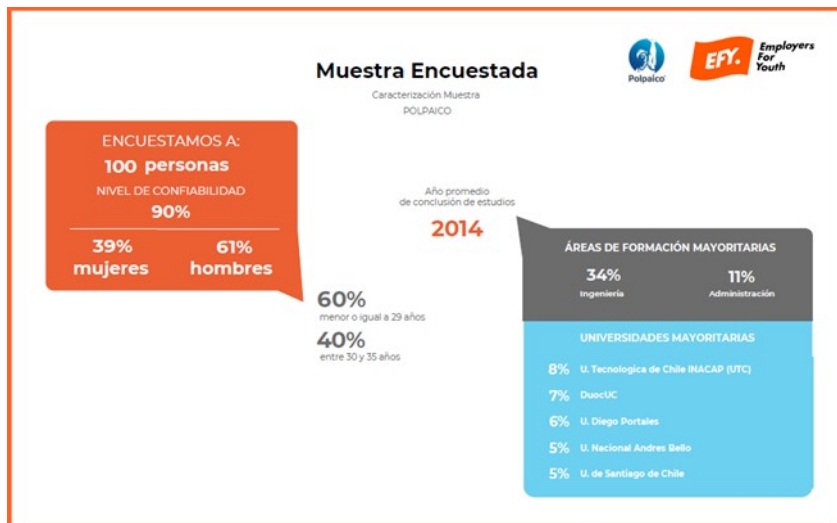 Muestra Encuestada
Caracterización Muestra
POLPAICO
Polpaico
EFY.
Employers
For
Youth
ENCUESTAMOS A:
100 personas
NIVEL DE CONFIABILIDAD
90%
39% 61%
mujeres hombres
60%
menor o igual a 29 años
40%
entre 30 y 35 años
Año promedio
de conclusión de estudios
2014
ÁREAS DE FORMACIÓN MAYORITARIAS
34% 11%
Ingeniería Administración
UNIVERSIDADES MAYORITARIAS
8% U. Tecnologica de Chile INACAP (UTC)
7% DuocUC
6% U. Diego Portales
5% U. Nacional Andres Bello
5% U. de Santiago de Chile